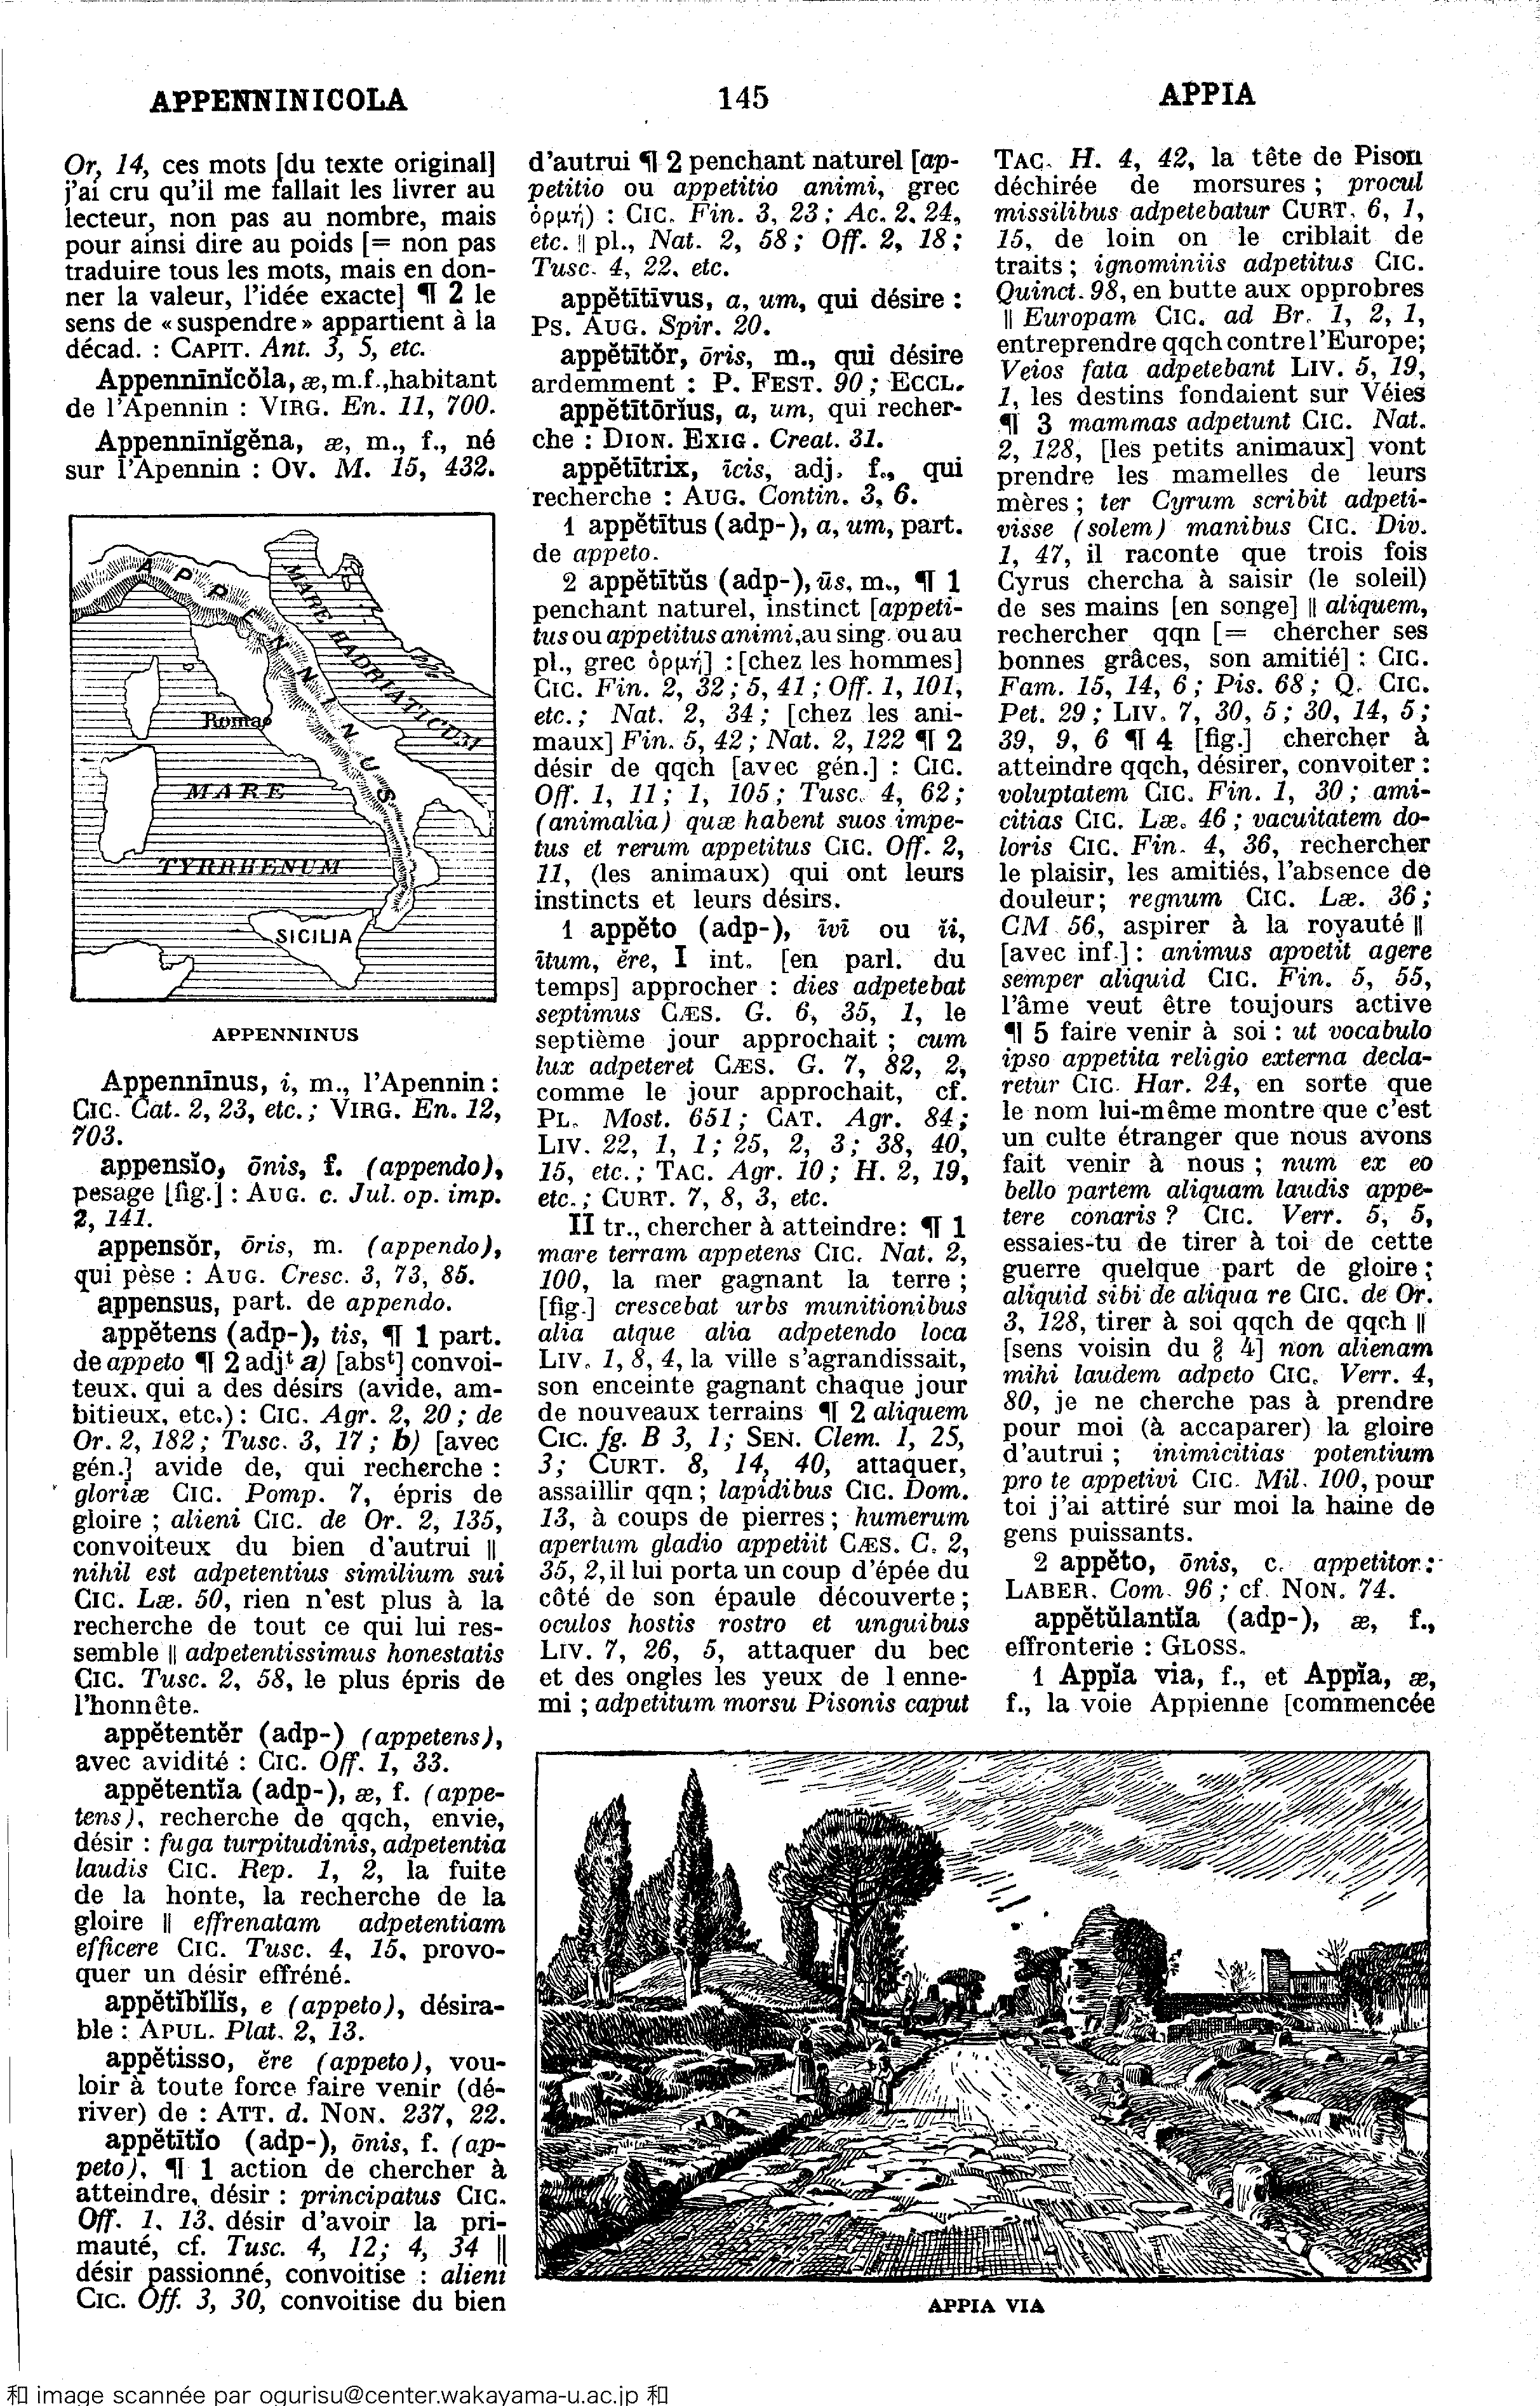 APPENNINICOLA
145
APPIA
Or, 14, ces mots [du texte original]
j'ai cru qu'il me fallait les livrer au
lecteur, non pas au nombre, mais
pour ainsi dire au poids [= non pas
traduire tous les mots, mais en don-
ner la valeur, l'idée exacte] ¶ 2 le
sens de « suspendre » appartient à la
décad. : CAPIT. Ant. 3, 5, etc.
Appennīnĭcŏla, æ, m.f., habitant
de l'Apennin : VIRG. En. 11, 700.
Appennīnĭgĕna, æ, m., f., né
sur l'Apennin : Ov. M. 15, 432.
APPENNINUS
MARE HADRIATICUM
Roma
MARE
TYRRHENUM
SICILIA
APPENNINUS
Appennīnus, i, m., l'Apennin :
CIC. Cat. 2, 23, etc. ; VIRG. En. 12,
703.
appensĭo, ōnis, f. (appendo),
pesage [fig.] : AUG. c. Jul. op. imp.
2, 141.
appensŏr, ōris, m. (appendo),
qui pèse : AUG. Cresc. 3, 73, 85.
appensus, part. de appendo.
appĕtens (adp-), tis, ¶ 1 part.
de appeto ¶ 2 adjᵗ a) [absᵗ] convoi-
teux, qui a des désirs (avide, am-
bitieux, etc.) : CIC. Agr. 2, 20 ; de
Or. 2, 182 ; Tusc. 3, 17 ; b) [avec
gén.] avide de, qui recherche :
gloriæ CIC. Pomp. 7, épris de
gloire ; alieni CIC. de Or. 2, 135,
convoiteux du bien d'autrui ||
nihil est adpetentius similium sui
CIC. Læ. 50, rien n'est plus à la
recherche de tout ce qui lui res-
semble || adpetentissimus honestatis
CIC. Tusc. 2, 58, le plus épris de
l'honnête.
appĕtentĕr (adp-) (appetens),
avec avidité : CIC. Off. 1, 33.
appĕtentĭa (adp-), æ, f. (appe-
tens), recherche de qqch, envie,
désir : fuga turpitudinis, adpetentia
laudis CIC. Rep. 1, 2, la fuite
de la honte, la recherche de la
gloire || effrenatam adpetentiam
efficere CIC. Tusc. 4, 15, provo-
quer un désir effréné.
appĕtĭbĭlis, e (appeto), désira-
ble : APUL. Plat. 2, 13.
appĕtisso, ĕre (appeto), vou-
loir à toute force faire venir (dé-
river) de : ATT. d. NON. 237, 22.
appĕtītĭo (adp-), ōnis, f. (ap-
peto), ¶ 1 action de chercher à
atteindre, désir : principatus CIC.
Off. 1, 13, désir d'avoir la pri-
mauté, cf. Tusc. 4, 12; 4, 34 ||
désir passionné, convoitise : alieni
CIC. Off. 3, 30, convoitise du bien
d'autrui ¶ 2 penchant naturel [ap-
petitio ou appetitio animi, grec
ὁρμή) : CIC. Fin. 3, 23 ; Ac. 2, 24,
etc. || pl., Nat. 2, 58 ; Off. 2, 18 ;
Tusc. 4, 22, etc.
appĕtītīvus, a, um, qui désire :
PS. AUG. Spir. 20.
appĕtītŏr, ōris, m., qui désire
ardemment : P. FEST. 90 ; ECCL.
appĕtītōrĭus, a, um, qui recher-
che : DION. EXIG. Creat. 31.
appĕtītrix, īcis, adj. f., qui
recherche : AUG. Contin. 3, 6.
1 appĕtītus (adp-), a, um, part.
de appeto.
2 appĕtītŭs (adp-), ūs, m., ¶ 1
penchant naturel, instinct [appeti-
tus ou appetitus animi, au sing. ou au
pl., grec ὁρμή] : [chez les hommes]
CIC. Fin. 2, 32 ; 5, 41 ; Off. 1, 101,
etc. ; Nat. 2, 34 ; [chez les ani-
maux] Fin. 5, 42 ; Nat. 2, 122 ¶ 2
désir de qqch [avec gén.] : CIC.
Off. 1, 11; 1, 105 ; Tusc. 4, 62 ;
(animalia) quæ habent suos impe-
tus et rerum appetitus CIC. Off. 2,
11, (les animaux) qui ont leurs
instincts et leurs désirs.
1 appĕto (adp-), īvī ou ĭi,
ītum, ĕre, I int. [en parl. du
temps] approcher : dies adpetebat
septimus CÆS. G. 6, 35, 1, le
septième jour approchait ; cum
lux adpeteret CÆS. G. 7, 82, 2,
comme le jour approchait, cf.
PL. Most. 651 ; CAT. Agr. 84 ;
LIV. 22, 1, 1 ; 25, 2, 3 ; 38, 40,
15, etc. ; TAC. Agr. 10 ; H. 2, 19,
etc. ; CURT. 7, 8, 3, etc.
II tr., chercher à atteindre : ¶ 1
mare terram appetens CIC. Nat. 2,
100, la mer gagnant la terre ;
[fig.] crescebat urbs munitionibus
alia atque alia adpetendo loca
LIV. 1, 8, 4, la ville s'agrandissait,
son enceinte gagnant chaque jour
de nouveaux terrains ¶ 2 aliquem
CIC. fg. B 3, 1; SEN. Clem. 1, 25,
3; CURT. 8, 14, 40, attaquer,
assaillir qqn ; lapidibus CIC. Dom.
13, à coups de pierres ; humerum
apertum gladio appetiit CÆS. C. 2,
35, 2, il lui porta un coup d'épée du
côté de son épaule découverte ;
oculos hostis rostro et unguibus
LIV. 7, 26, 5, attaquer du bec
et des ongles les yeux de l enne-
mi ; adpetitum morsu Pisonis caput
TAC. H. 4, 42, la tête de Pison
déchirée de morsures ; procul
missilibus adpetebatur CURT. 6, 1,
15, de loin on le criblait de
traits ; ignominiis adpetitus CIC.
Quinct. 98, en butte aux opprobres
|| Europam CIC. ad Br. 1, 2, 1,
entreprendre qqch contre l'Europe;
Veios fata adpetebant LIV. 5, 19,
1, les destins fondaient sur Véies
¶ 3 mammas adpetunt CIC. Nat.
2, 128, [les petits animaux] vont
prendre les mamelles de leurs
mères ; ter Cyrum scribit adpeti-
visse (solem) manibus CIC. Div.
1, 47, il raconte que trois fois
Cyrus chercha à saisir (le soleil)
de ses mains [en songe] || aliquem,
rechercher qqn [= chercher ses
bonnes grâces, son amitié] : CIC.
Fam. 15, 14, 6 ; Pis. 68 ; Q. CIC.
Pet. 29 ; LIV. 7, 30, 5 ; 30, 14, 5 ;
39, 9, 6 ¶ 4 [fig.] chercher à
atteindre qqch, désirer, convoiter :
voluptatem CIC. Fin. 1, 30 ; ami-
citias CIC. Læ. 46 ; vacuitatem do-
loris CIC. Fin. 4, 36, rechercher
le plaisir, les amitiés, l'absence de
douleur ; regnum CIC. Læ. 36 ;
CM 56, aspirer à la royauté ||
[avec inf.] : animus appetit agere
semper aliquid CIC. Fin. 5, 55,
l'âme veut être toujours active
¶ 5 faire venir à soi : ut vocabulo
ipso appetita religio externa decla-
retur CIC. Har. 24, en sorte que
le nom lui-même montre que c'est
un culte étranger que nous avons
fait venir à nous ; num ex eo
bello partem aliquam laudis appe-
tere conaris ? CIC. Verr. 5, 5,
essaies-tu de tirer à toi de cette
guerre quelque part de gloire ;
aliquid sibi de aliqua re CIC. de Or.
3, 128, tirer à soi qqch de qqch ||
[sens voisin du § 4] non alienam
mihi laudem adpeto CIC. Verr. 4,
80, je ne cherche pas à prendre
pour moi (à accaparer) la gloire
d'autrui ; inimicitias potentium
pro te appetivi CIC. Mil. 100, pour
toi j'ai attiré sur moi la haine de
gens puissants.
2 appĕto, ōnis, c. appetitor :
LABER. Com. 96 ; cf. NON. 74.
appĕtŭlantĭa (adp-), æ, f.,
effronterie : GLOSS.
1 Appĭa via, f., et Appĭa, æ,
f., la voie Appienne [commencée
APPIA VIA
和 image scannée par ogurisu@center.wakayama-u.ac.jp 和